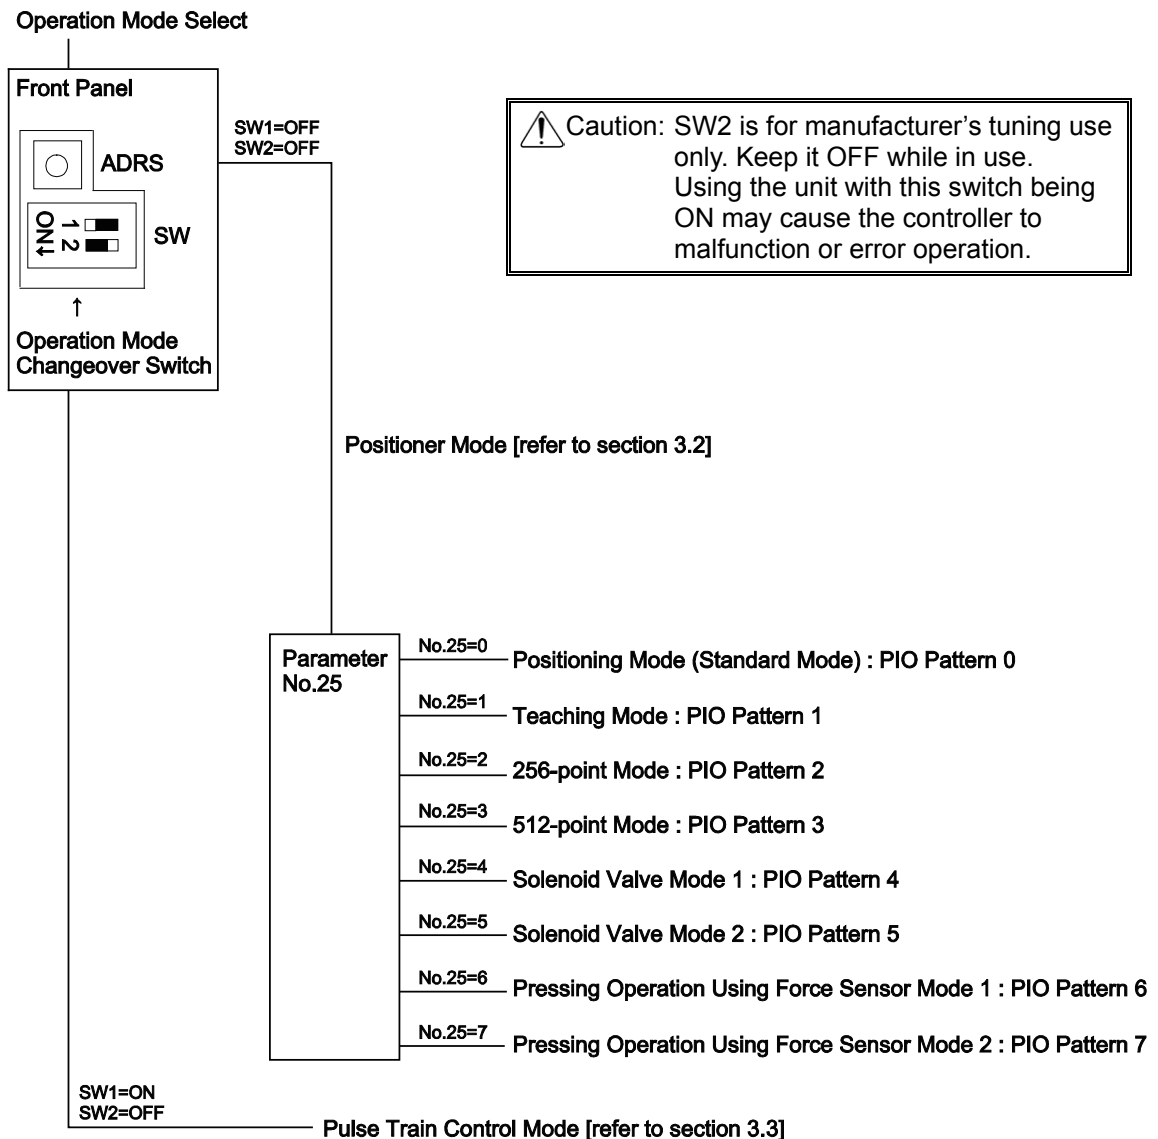 Operation Mode Select
Front Panel
ADRS
ON↓
1
2
SW
↑
Operation Mode
Changeover Switch
SW1=OFF
SW2=OFF
Caution: SW2 is for manufacturer's tuning use
only. Keep it OFF while in use.
Using the unit with this switch being
ON may cause the controller to
malfunction or error operation.
Positioner Mode [refer to section 3.2]
Parameter
No.25
No.25=0
Positioning Mode (Standard Mode) : PIO Pattern 0
No.25=1
Teaching Mode : PIO Pattern 1
No.25=2
256-point Mode : PIO Pattern 2
No.25=3
512-point Mode : PIO Pattern 3
No.25=4
Solenoid Valve Mode 1 : PIO Pattern 4
No.25=5
Solenoid Valve Mode 2 : PIO Pattern 5
No.25=6
Pressing Operation Using Force Sensor Mode 1 : PIO Pattern 6
No.25=7
Pressing Operation Using Force Sensor Mode 2 : PIO Pattern 7
SW1=ON
SW2=OFF
Pulse Train Control Mode [refer to section 3.3]